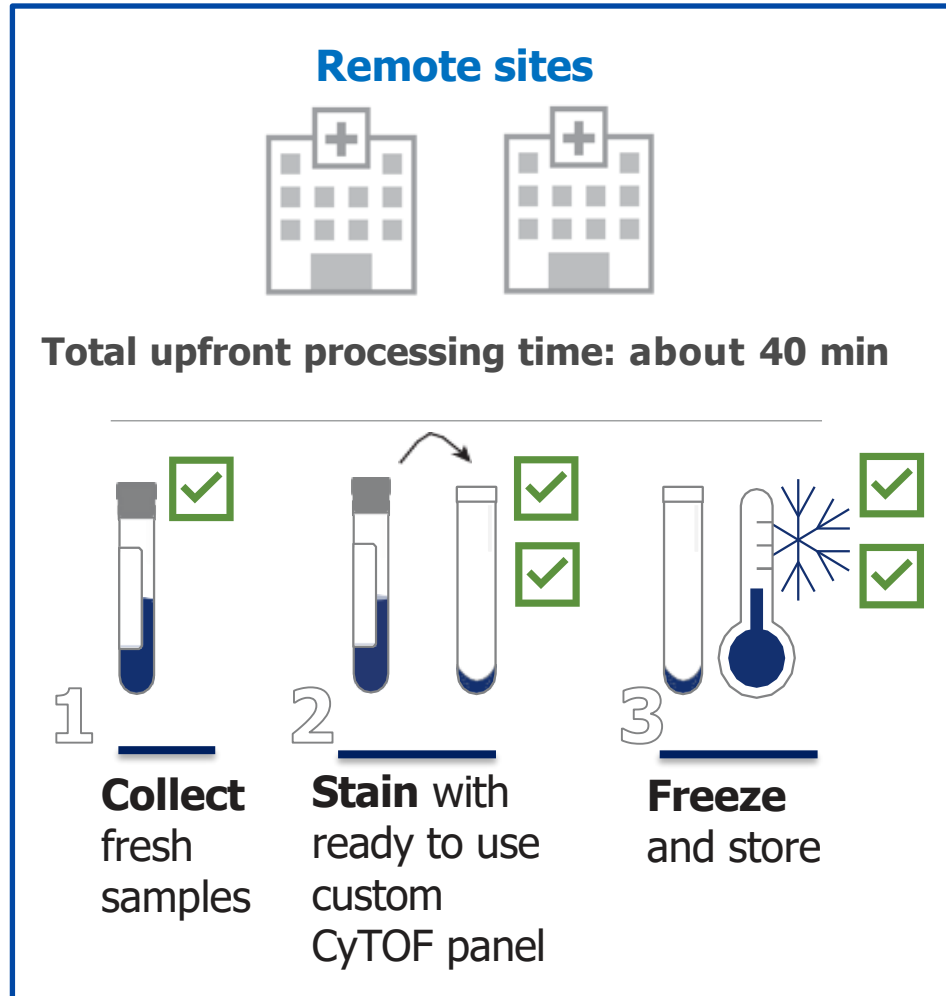 Remote sites
Total upfront processing time: about 40 min
1
2
3
Collect
fresh
samples
Stain with
ready to use
custom
CyTOF panel
Freeze
and store